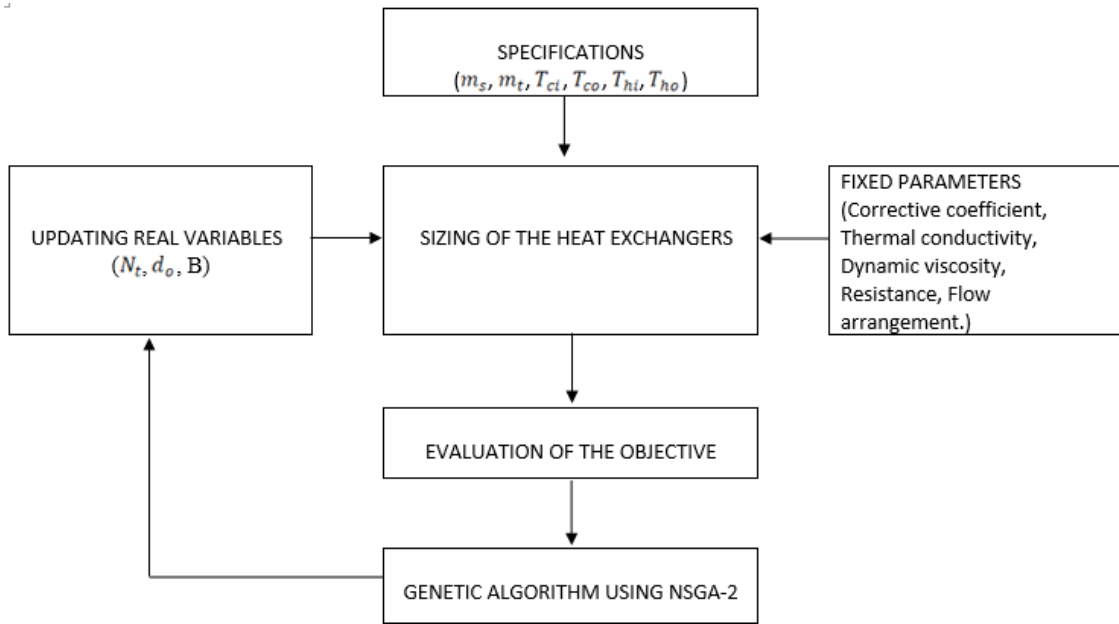 SPECIFICATIONS
(m_s, m_t, T_ci, T_co, T_hi, T_ho)
UPDATING REAL VARIABLES
(N_t, d_o, B)
SIZING OF THE HEAT EXCHANGERS
FIXED PARAMETERS
(Corrective coefficient,
Thermal conductivity,
Dynamic viscosity,
Resistance, Flow
arrangement.)
EVALUATION OF THE OBJECTIVE
GENETIC ALGORITHM USING NSGA-2